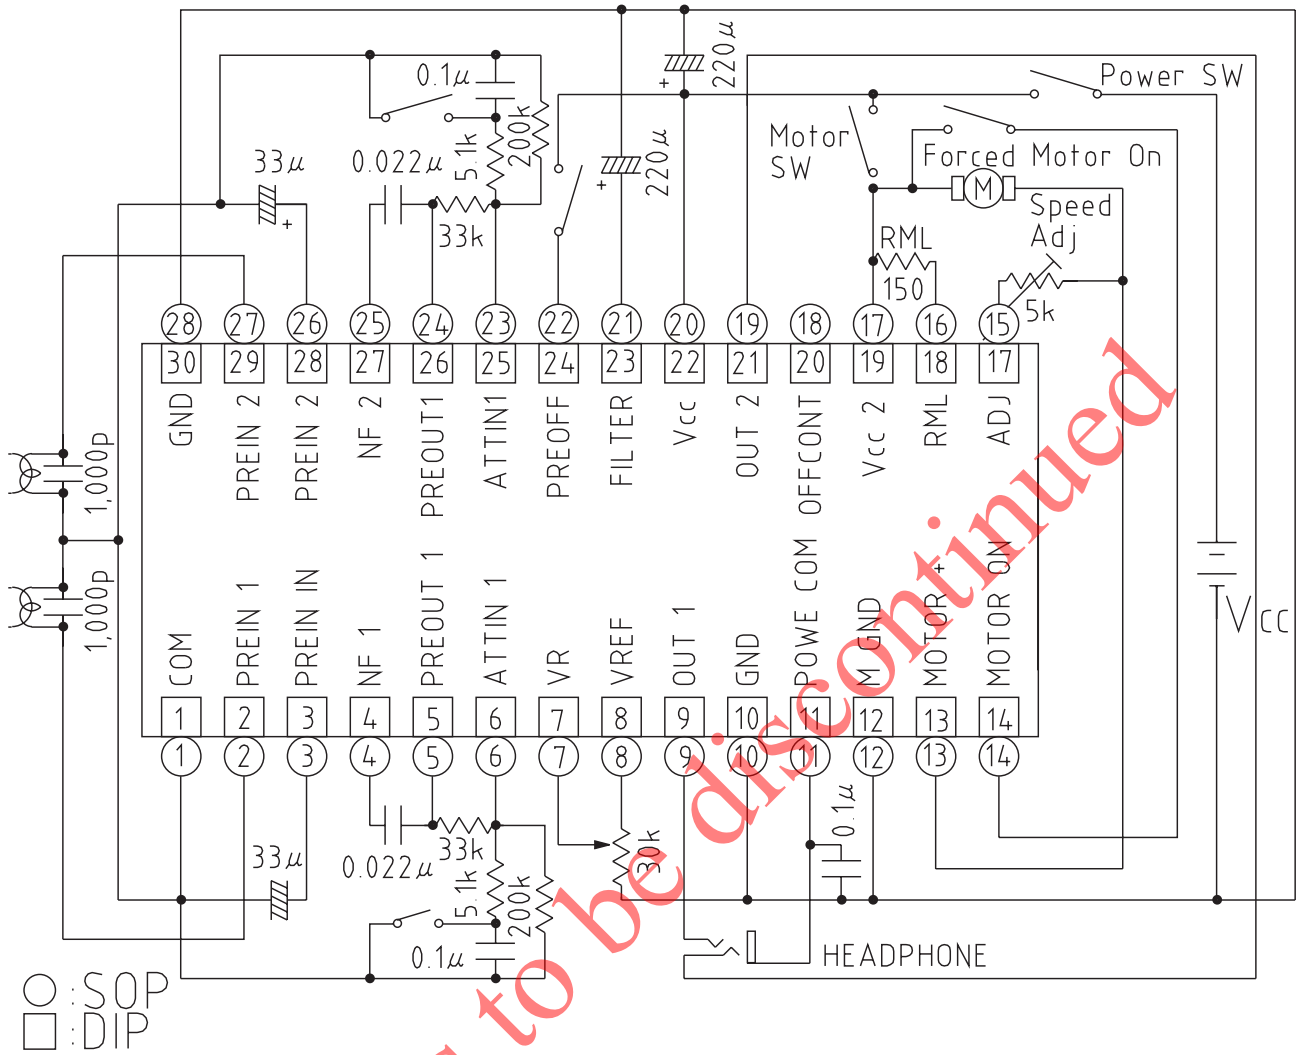 220μ
Power SW
0.1μ
200k
5.1k
Motor
SW
Forced Motor On
M
33μ
0.022μ
+
220μ
+
+
33k
Speed
Adj
RML
150
5k
28 27 26 25 24 23 22 21 20 19 18 17 16 15
30 29 28 27 26 25 24 23 22 21 20 19 18 17
GND
PREIN 2
PREIN 2
NF 2
PREOUT1
ATTIN1
PREOFF
FILTER
Vcc
OUT 2
OFFCONT
Vcc 2
RML
ADJ
1,000p
1,000p
Vcc
COM
PREIN 1
PREIN IN
NF 1
PREOUT 1
ATTIN 1
VR
VREF
OUT 1
GND
POWE COM
M GND
MOTOR +
MOTOR ON
1 2 3 4 5 6 7 8 9 10 11 12 13 14
1 2 3 4 5 6 7 8 9 10 11 12 13 14
33μ
0.022μ
33k
5.1k
200k
30k
0.1μ
0.1μ
HEADPHONE
○ : SOP
□ : DIP
s to be discontinued